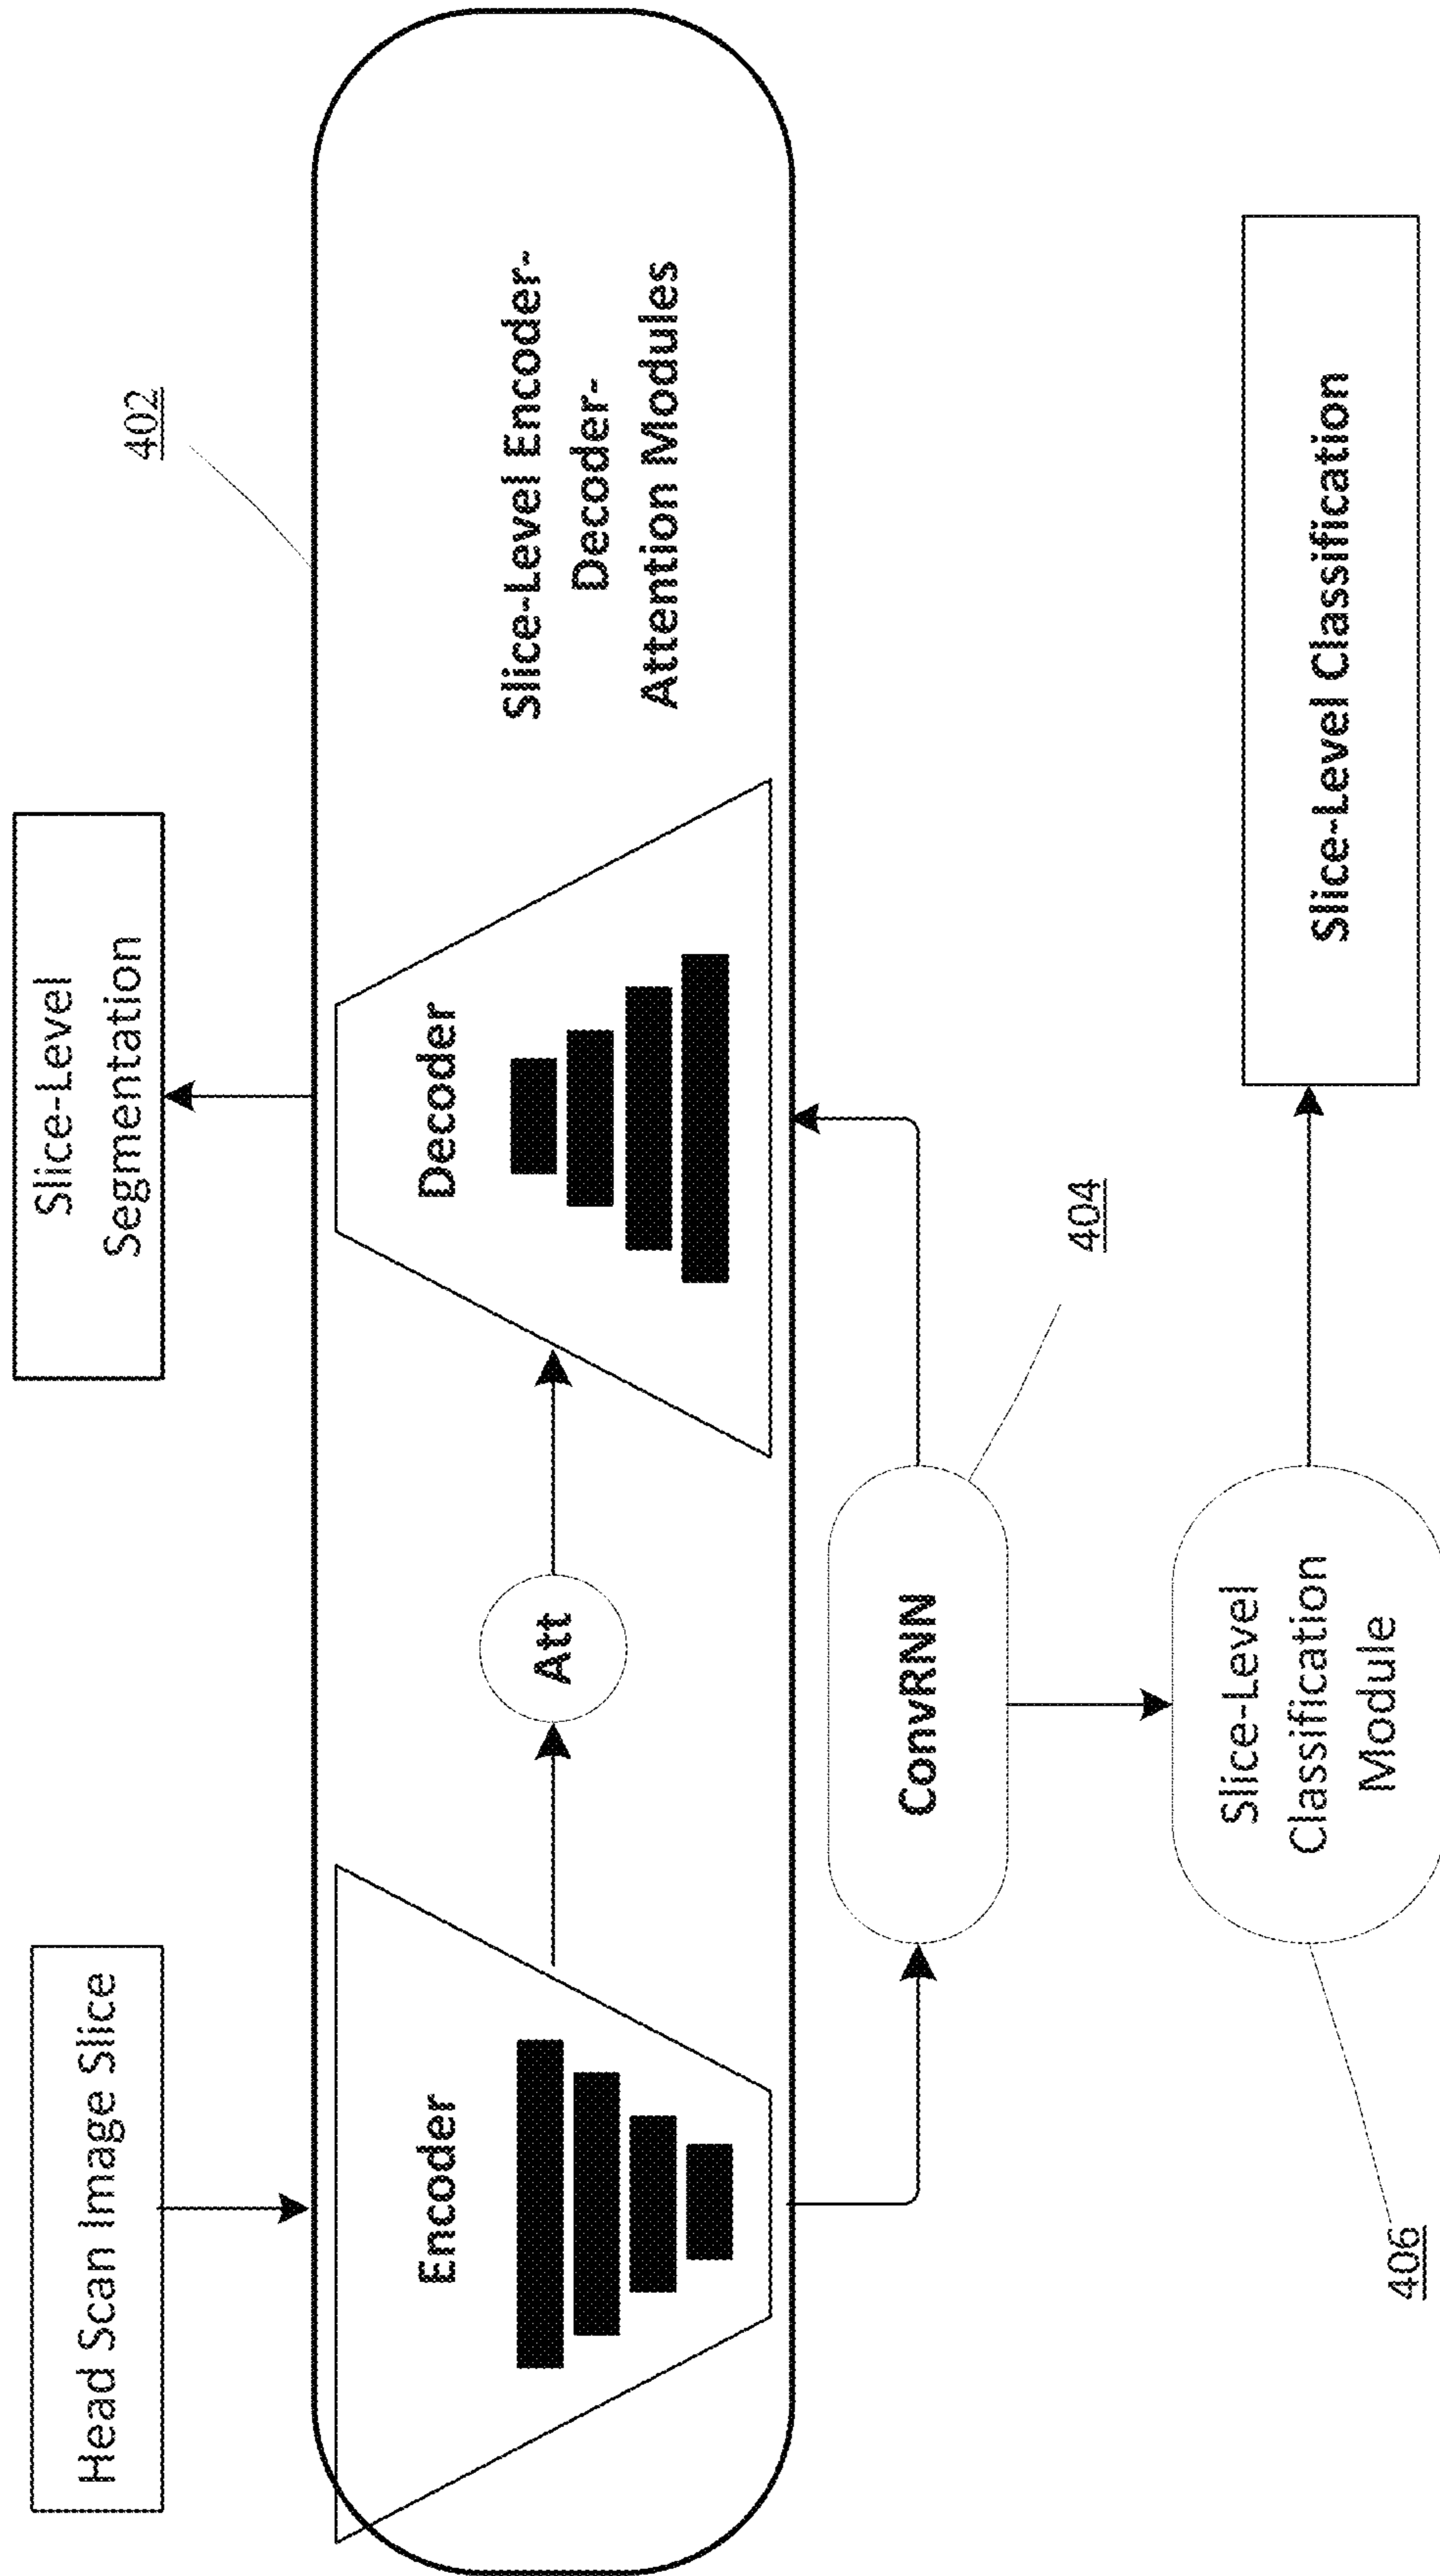 Head Scan Image Slice
Slice-Level
Segmentation
402
Encoder
Att
Decoder
Slice-Level Encoder-
Decoder-
Attention Modules
ConvRNN
404
Slice-Level
Classification
Module
406
Slice-Level Classification